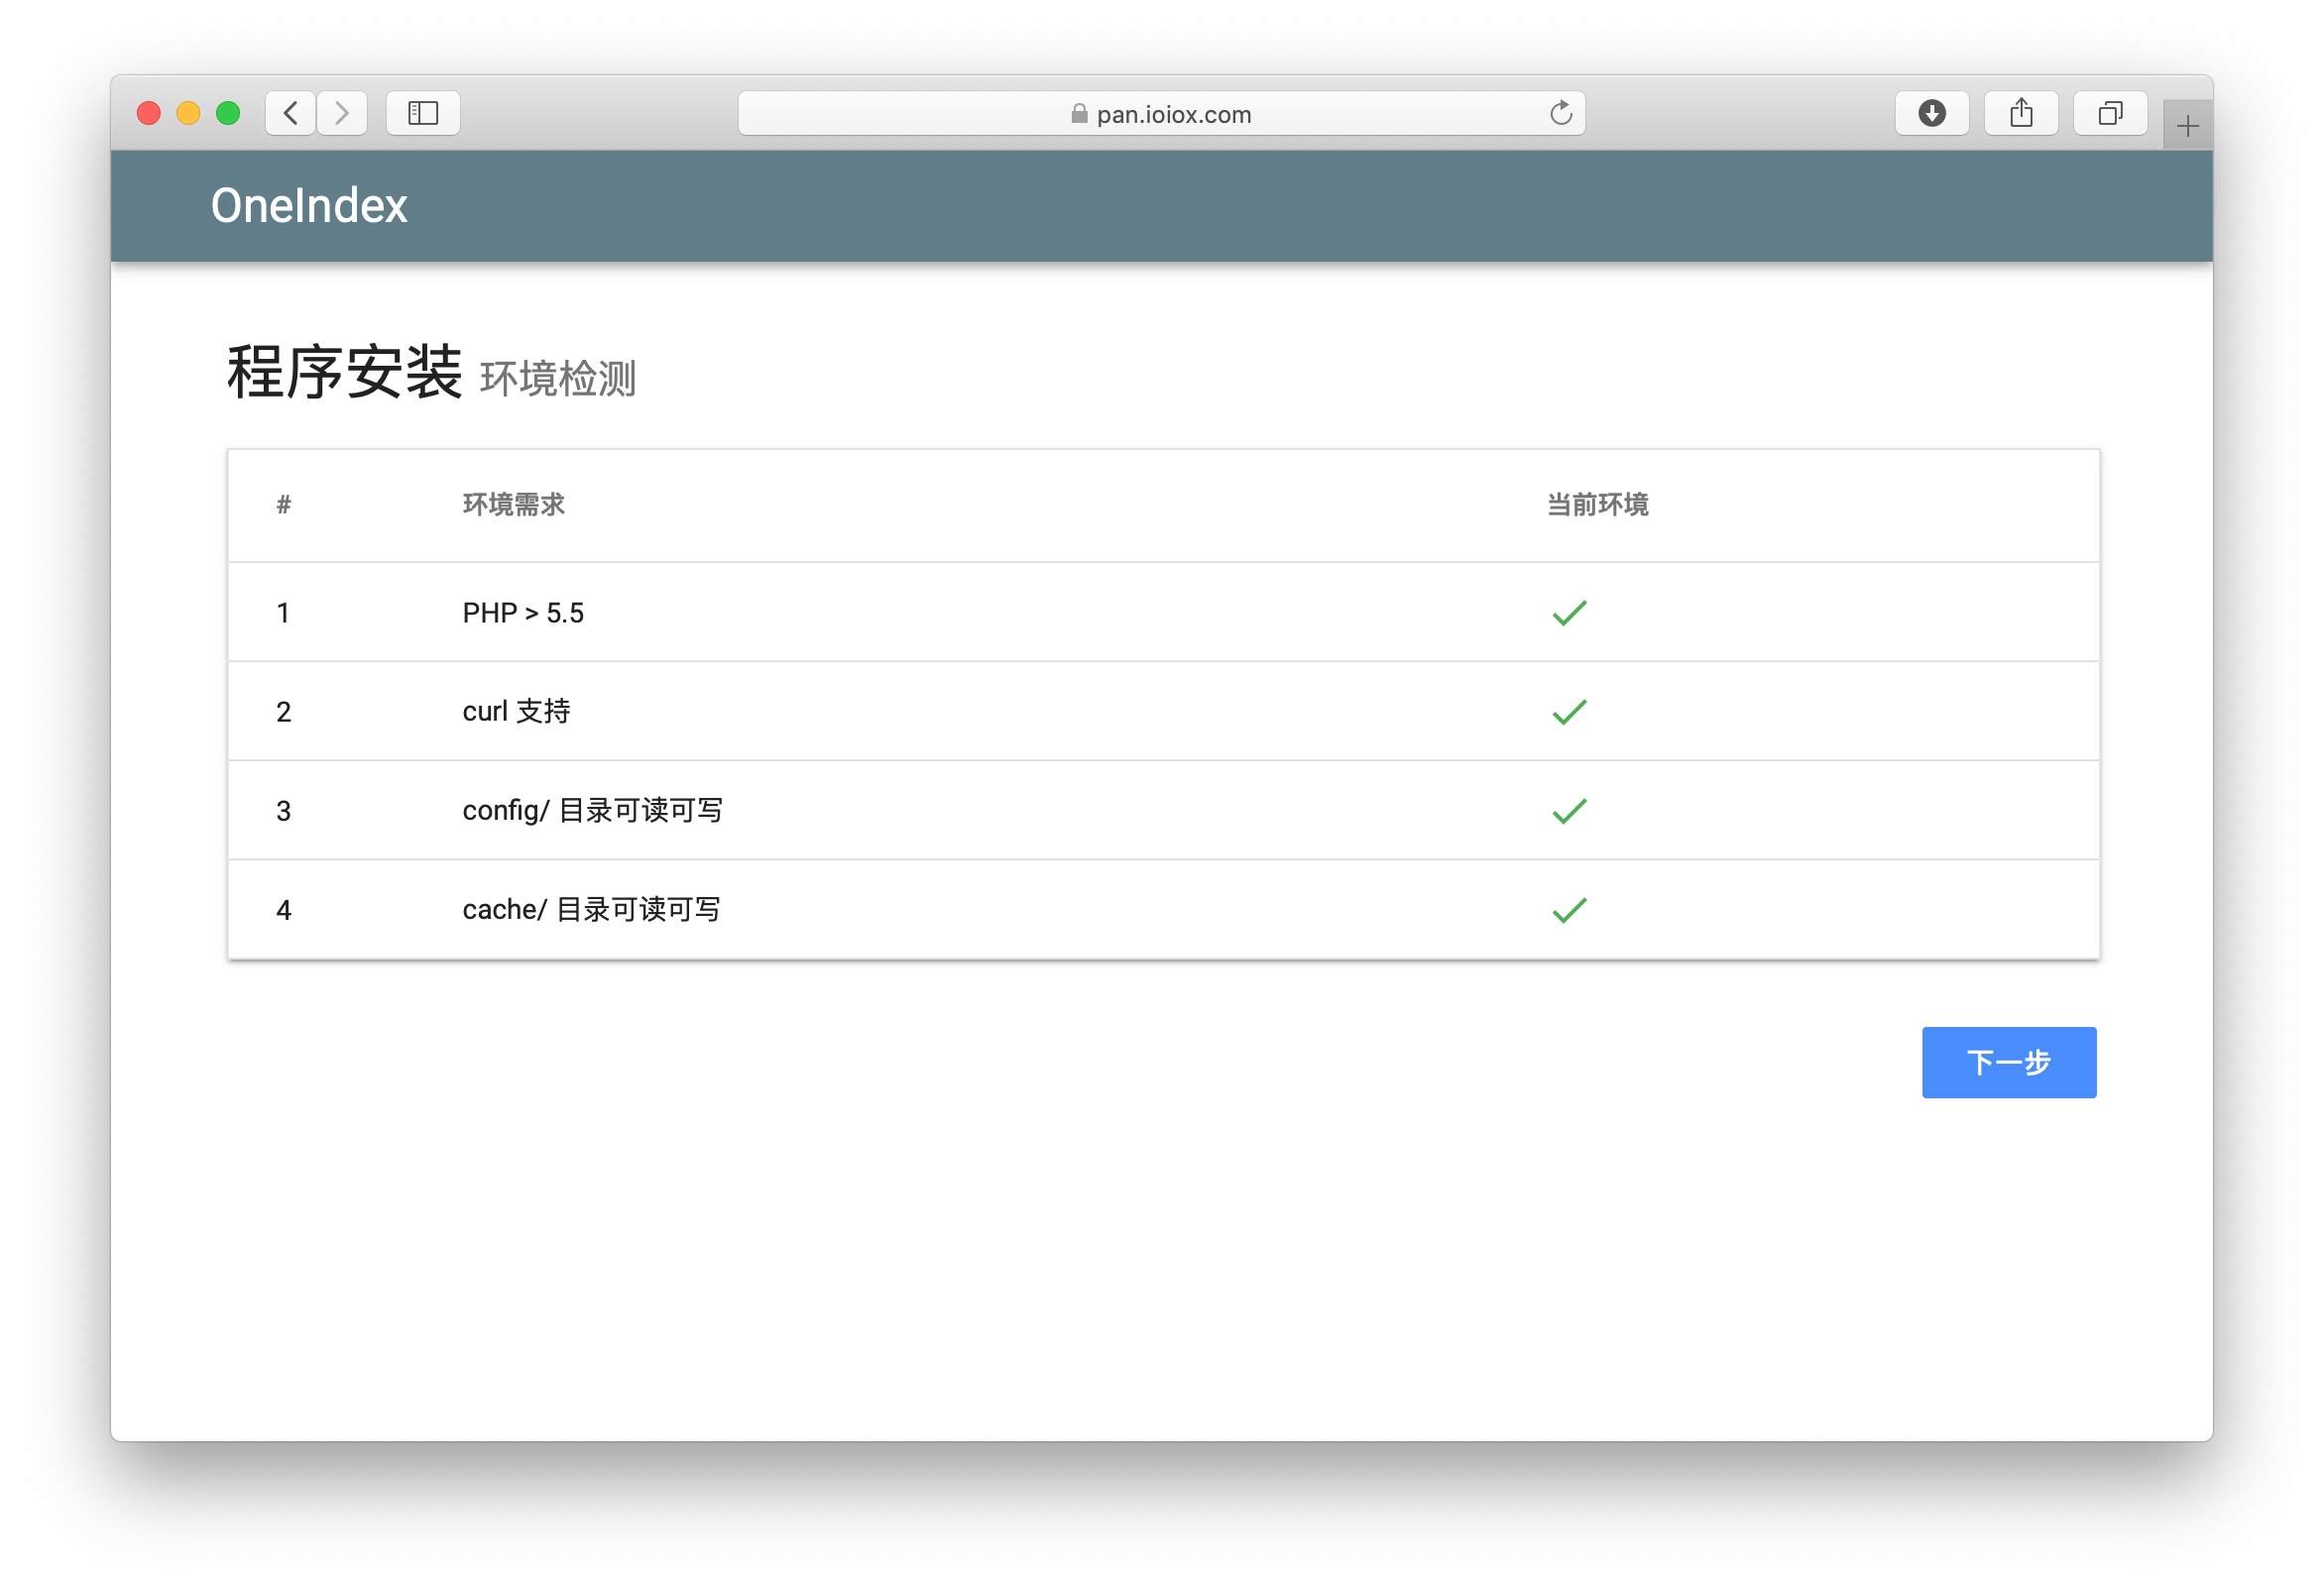 pan.ioiox.com
OneIndex
程序安装 环境检测
# 环境需求 当前环境
1 PHP > 5.5
2 curl 支持
3 config/ 目录可读可写
4 cache/ 目录可读可写
下一步